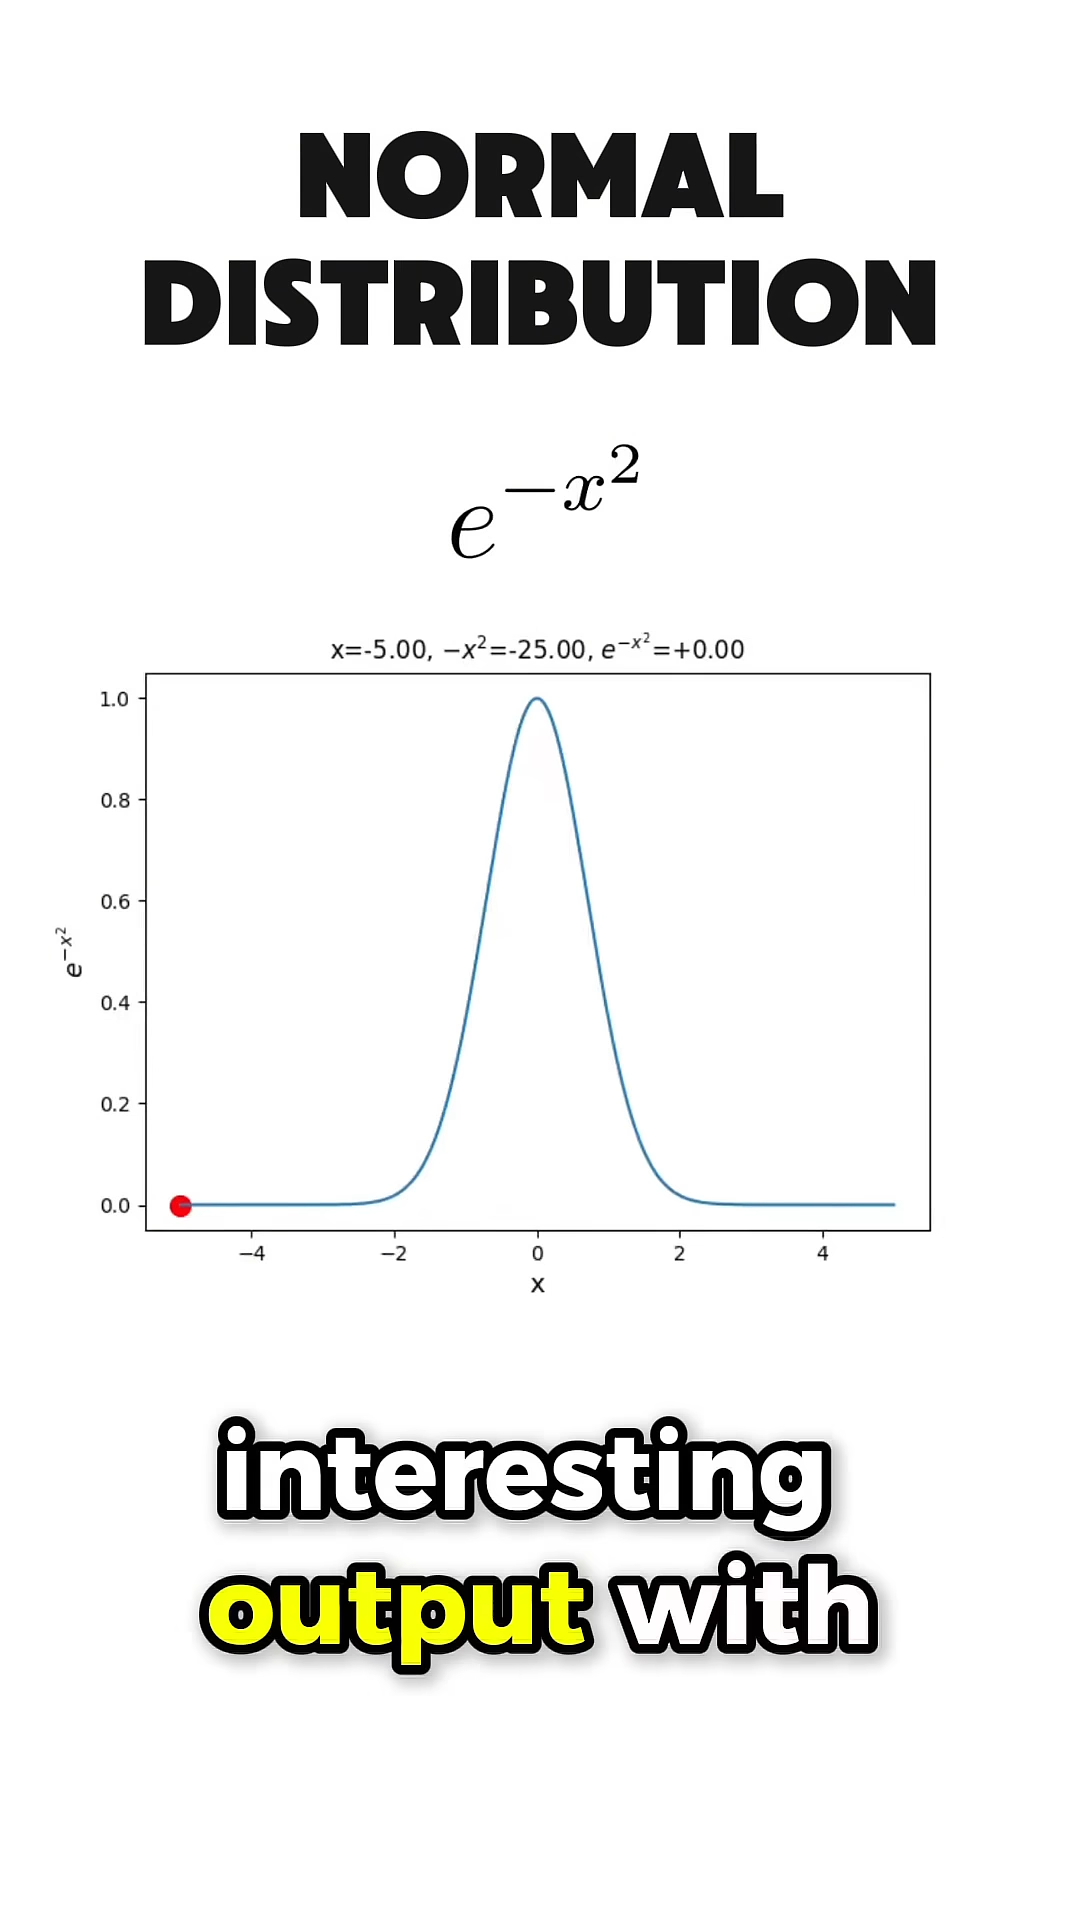 NORMAL
DISTRIBUTION
e^{-x^2}
x=-5.00, −x²=-25.00, e^{−x²}=+0.00
1.0
0.8
0.6
0.4
0.2
0.0
e^{−x²}
−4 −2 0 2 4
x
interesting
output with